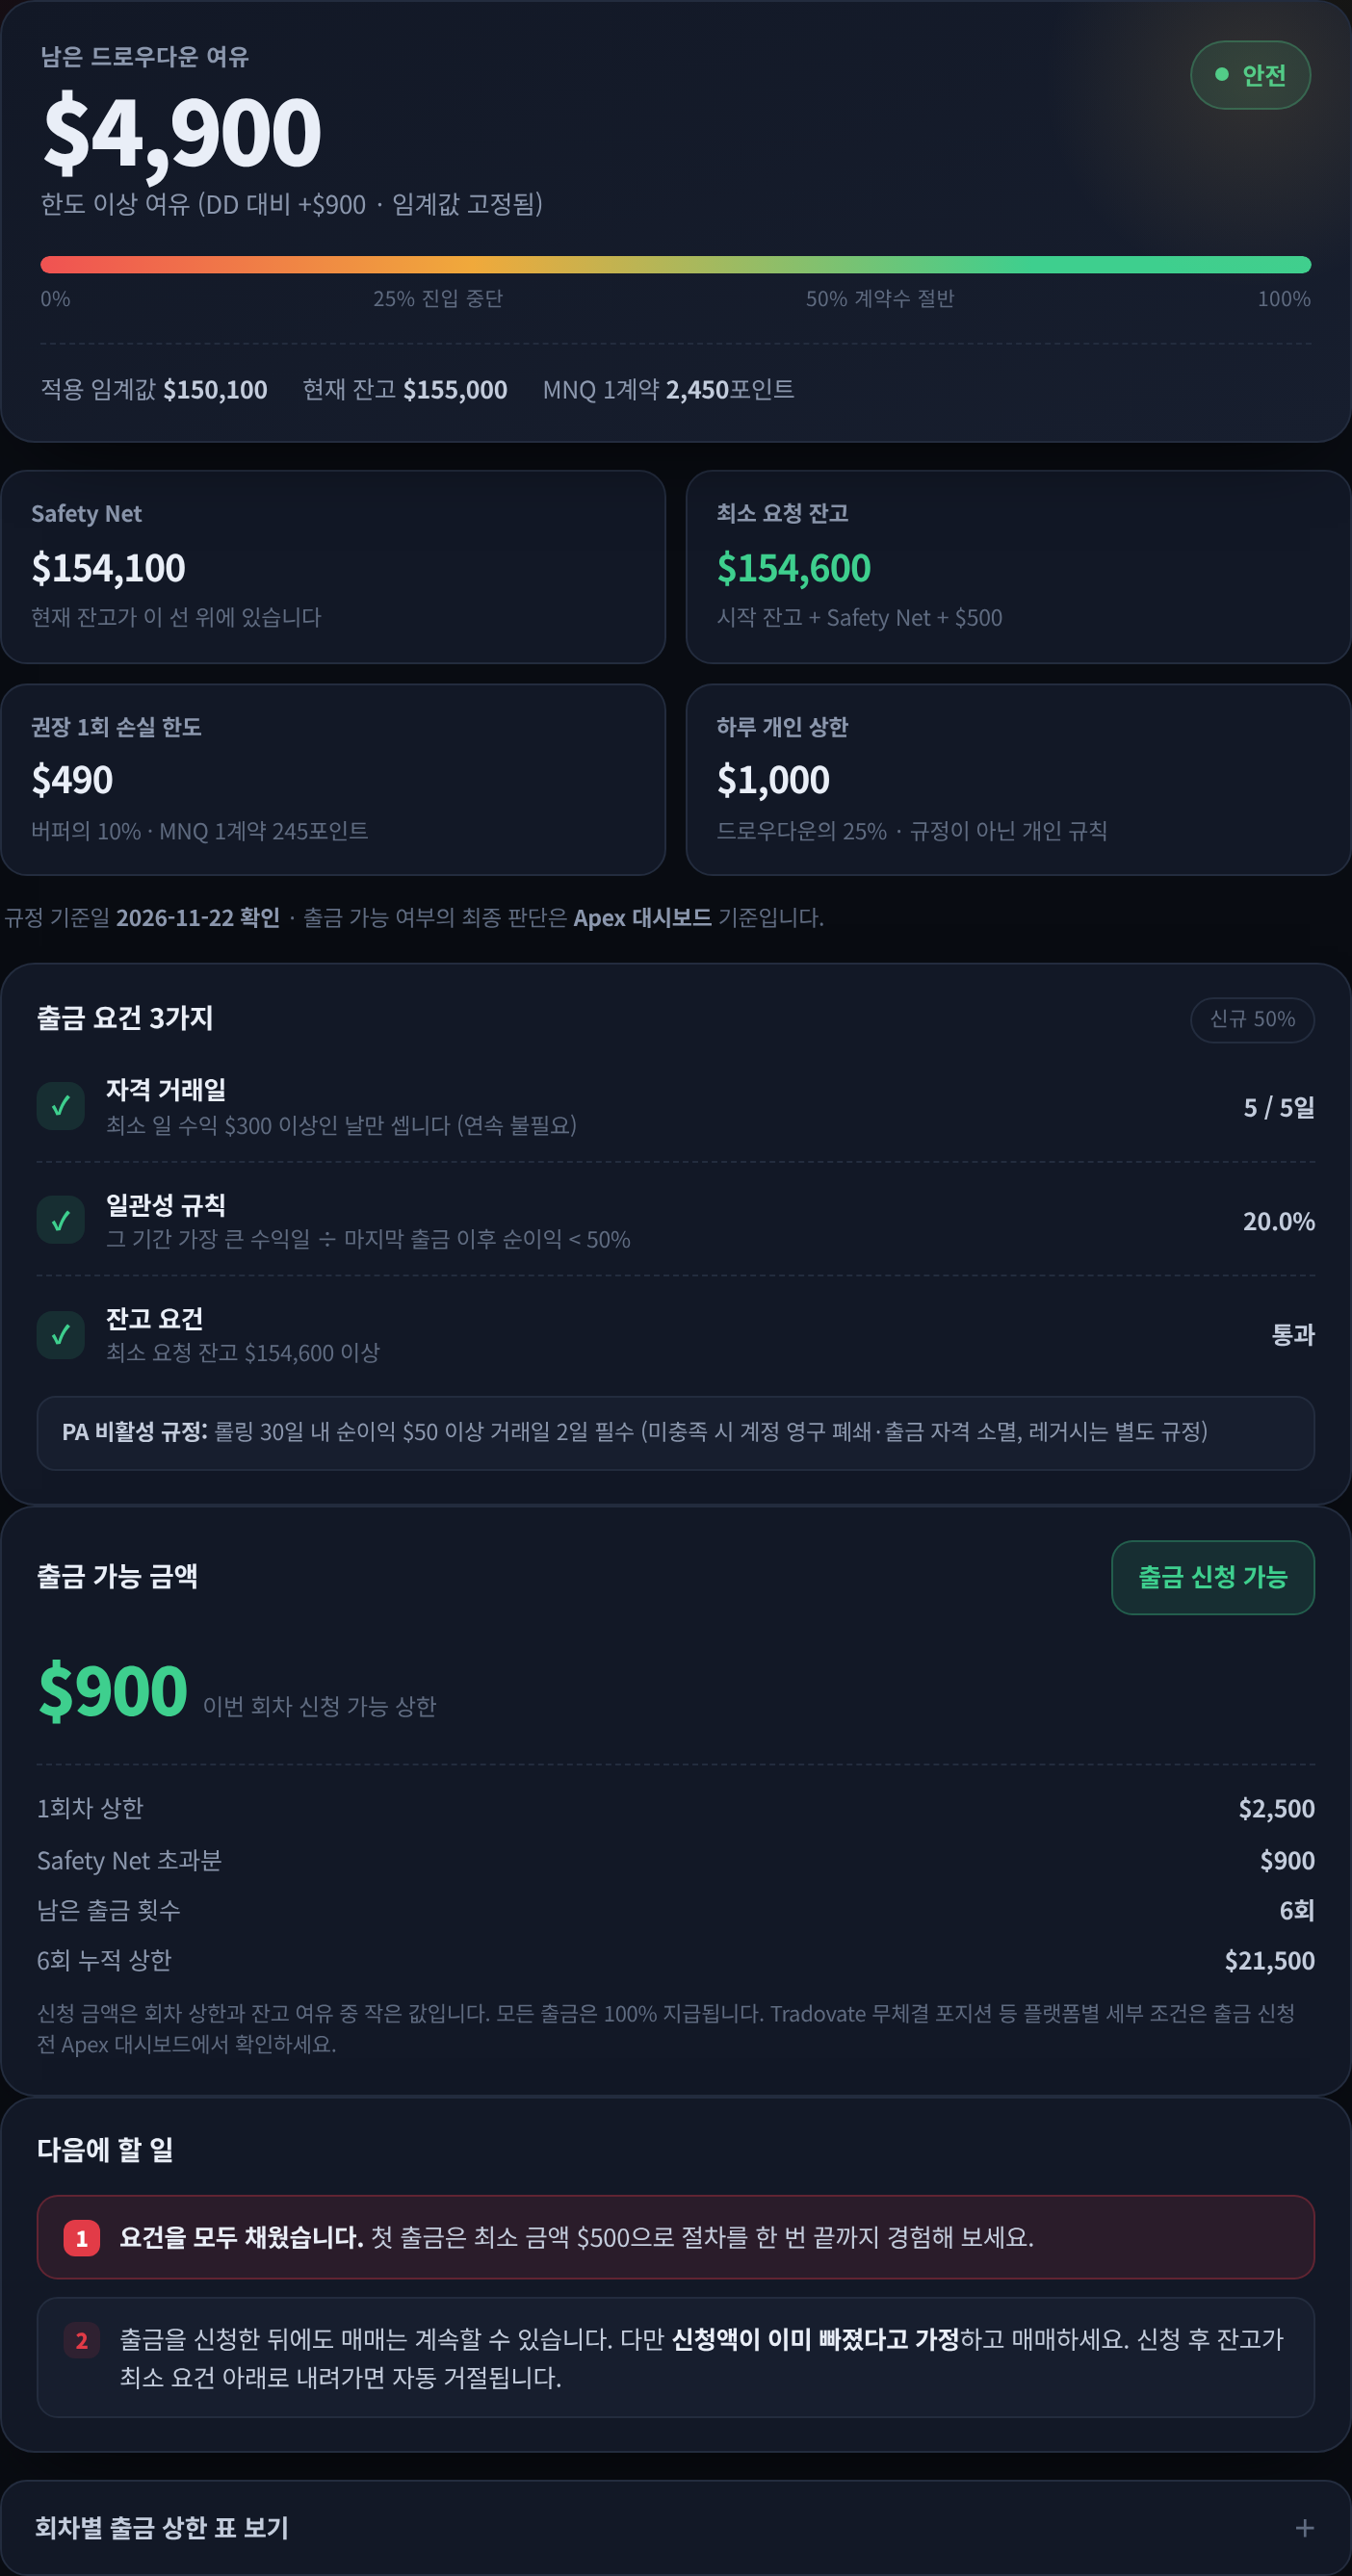 남은 드로우다운 여유
안전
$4,900
한도 이상 여유 (DD 대비 +$900 · 임계값 고정됨)
0% 25% 진입 중단 50% 계약수 절반 100%
적용 임계값 $150,100 현재 잔고 $155,000 MNQ 1계약 2,450포인트
Safety Net
$154,100
현재 잔고가 이 선 위에 있습니다
최소 요청 잔고
$154,600
시작 잔고 + Safety Net + $500
권장 1회 손실 한도
$490
버퍼의 10% · MNQ 1계약 245포인트
하루 개인 상한
$1,000
드로우다운의 25% · 규정이 아닌 개인 규칙
규정 기준일 2026-11-22 확인 · 출금 가능 여부의 최종 판단은 Apex 대시보드 기준입니다.
출금 요건 3가지
신규 50%
✓ 자격 거래일
최소 일 수익 $300 이상인 날만 셉니다 (연속 불필요)
5 / 5일
✓ 일관성 규칙
그 기간 가장 큰 수익일 ÷ 마지막 출금 이후 순이익 < 50%
20.0%
✓ 잔고 요건
최소 요청 잔고 $154,600 이상
통과
PA 비활성 규정: 롤링 30일 내 순이익 $50 이상 거래일 2일 필수 (미충족 시 계정 영구 폐쇄·출금 자격 소멸, 레거시는 별도 규정)
출금 가능 금액
출금 신청 가능
$900 이번 회차 신청 가능 상한
1회차 상한 $2,500
Safety Net 초과분 $900
남은 출금 횟수 6회
6회 누적 상한 $21,500
신청 금액은 회차 상한과 잔고 여유 중 작은 값입니다. 모든 출금은 100% 지급됩니다. Tradovate 무체결 포지션 등 플랫폼별 세부 조건은 출금 신청
전 Apex 대시보드에서 확인하세요.
다음에 할 일
1 요건을 모두 채웠습니다. 첫 출금은 최소 금액 $500으로 절차를 한 번 끝까지 경험해 보세요.
2 출금을 신청한 뒤에도 매매는 계속할 수 있습니다. 다만 신청액이 이미 빠졌다고 가정하고 매매하세요. 신청 후 잔고가
최소 요건 아래로 내려가면 자동 거절됩니다.
회차별 출금 상한 표 보기 +